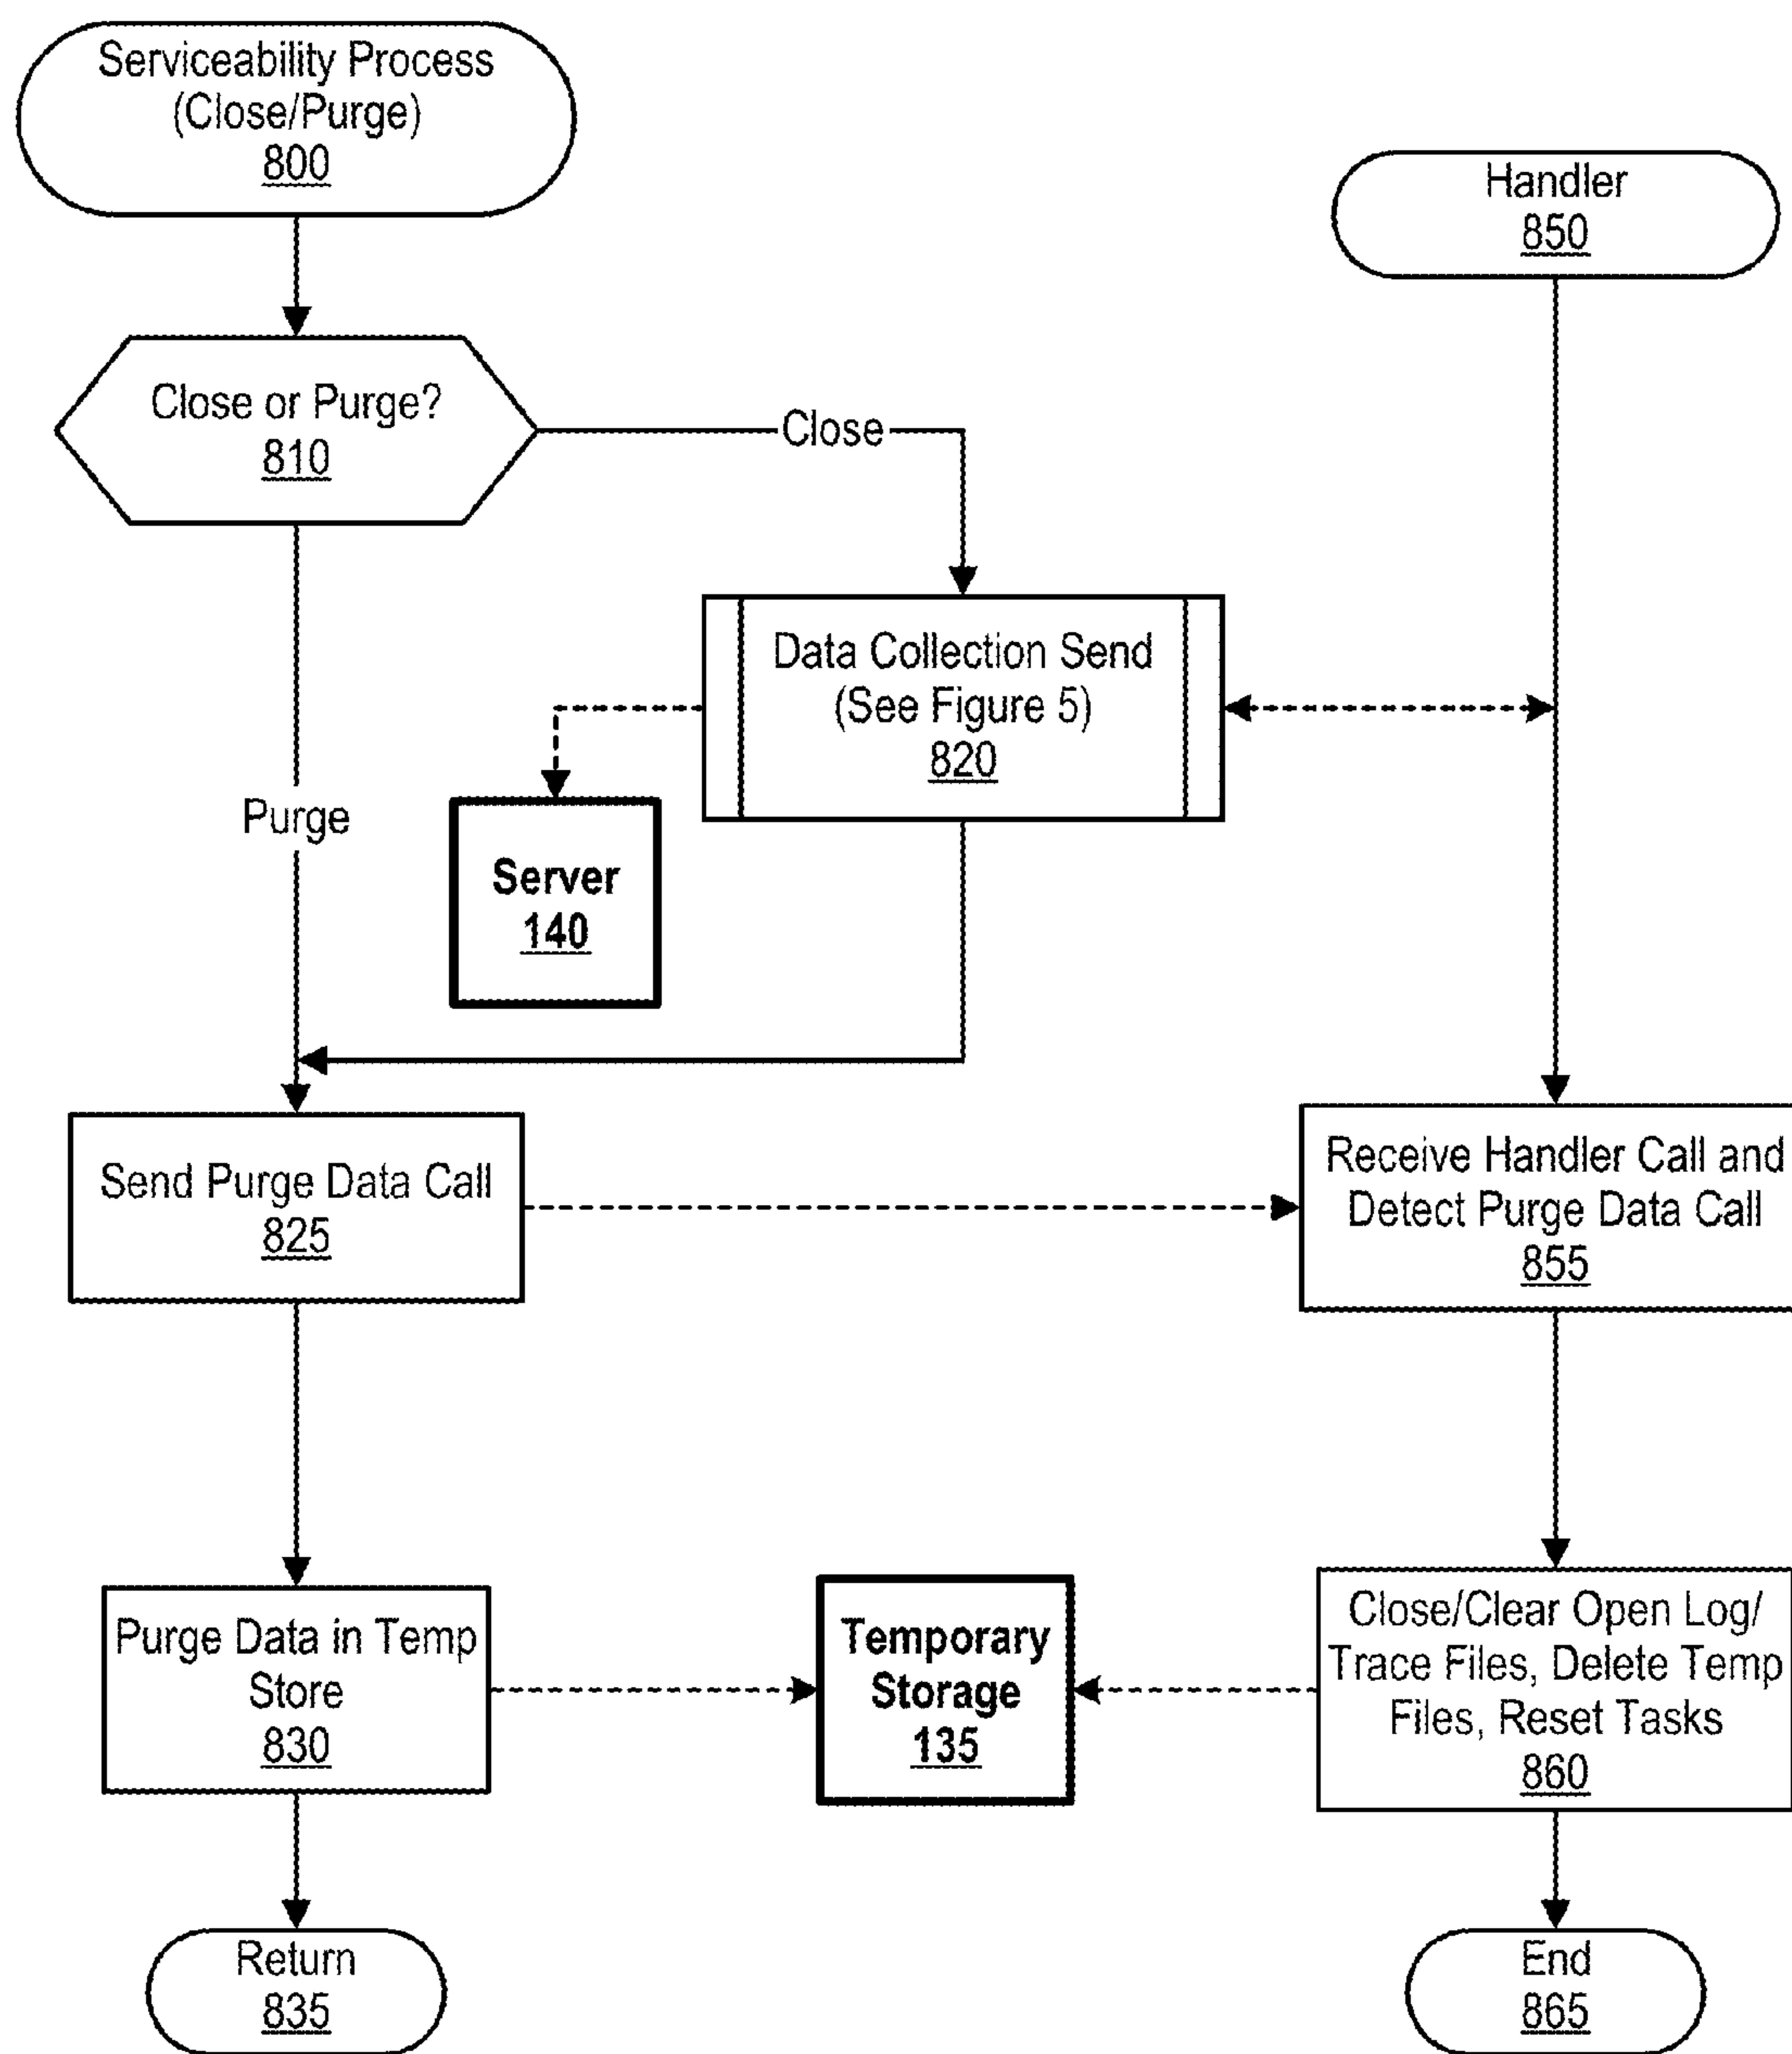 Serviceability Process
(Close/Purge)
800
Handler
850
Close or Purge?
810
Close
Data Collection Send
(See Figure 5)
820
Purge
Server
140
Send Purge Data Call
825
Receive Handler Call and
Detect Purge Data Call
855
Purge Data in Temp
Store
830
Temporary
Storage
135
Close/Clear Open Log/
Trace Files, Delete Temp
Files, Reset Tasks
860
Return
835
End
865